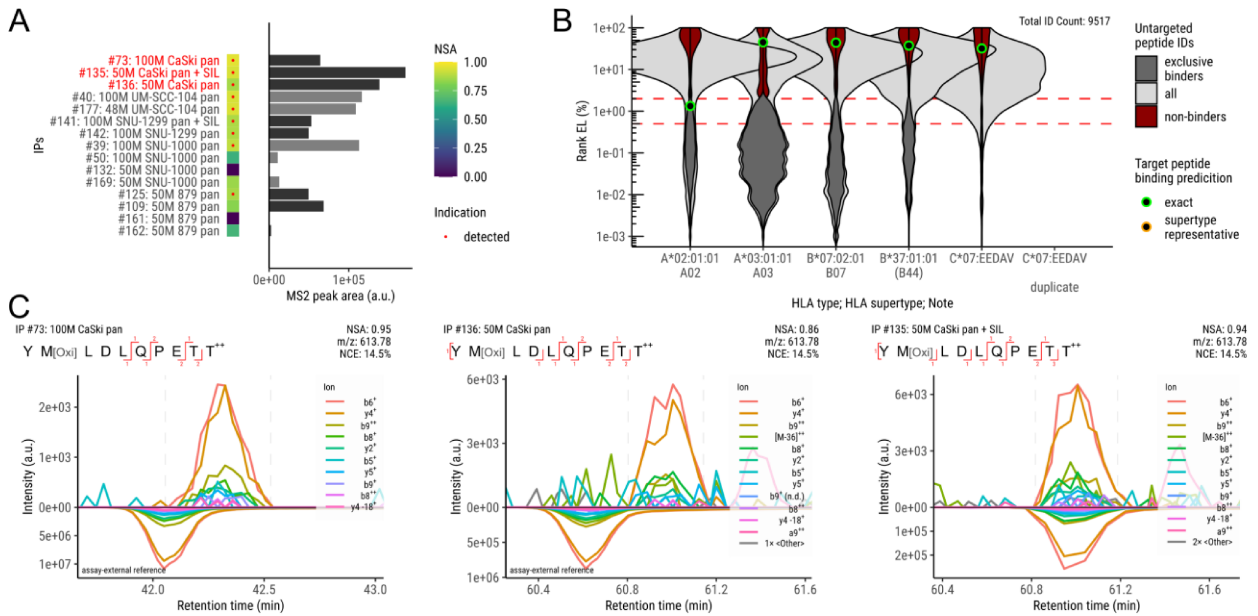 A
IPs
#73: 100M CaSki pan
#135: 50M CaSki pan + SIL
#136: 50M CaSki pan
#40: 100M UM-SCC-104 pan
#177: 48M UM-SCC-104 pan
#141: 100M SNU-1299 pan + SIL
#142: 100M SNU-1299 pan
#39: 100M SNU-1000 pan
#50: 100M SNU-1000 pan
#132: 50M SNU-1000 pan
#169: 50M SNU-1000 pan
#125: 50M 879 pan
#109: 50M 879 pan
#161: 50M 879 pan
#162: 50M 879 pan
0e+00 1e+05
MS2 peak area (a.u.)
NSA
1.00
0.75
0.50
0.25
0.00
Indication
detected
B
Total ID Count: 9517
Rank EL (%)
1e+02
1e+01
1e+00
1e-01
1e-02
1e-03
A*02:01:01 A*03:01:01 B*07:02:01 B*37:01:01 C*07:EEDAV C*07:EEDAV
A02 A03 B07 (B44)
duplicate
HLA type; HLA supertype; Note
Untargeted
peptide IDs
exclusive
binders
all
non-binders
Target peptide
binding predicition
exact
supertype
representative
C
IP #73: 100M CaSki pan
NSA: 0.95
m/z: 613.78
NCE: 14.5%
1 2 1
Y M[Oxi] L D L Q P E T T++
1 1 2 2
Intensity (a.u.)
2e+03
1e+03
0e+00
5e+06
1e+07
assay-external reference
42.0 42.5 43.0
Retention time (min)
Ion
b6+
y4+
b9++
b8+
y2+
b5+
y5+
b9+
b8++
y4 -18+
IP #136: 50M CaSki pan
NSA: 0.86
m/z: 613.78
NCE: 14.5%
Y M[Oxi] L D L Q P E T T++
Intensity (a.u.)
6e+03
3e+03
0e+00
5e+05
1e+06
assay-external reference
60.4 60.8 61.2 61.6
Retention time (min)
Ion
b6+
y4+
b9++
[M-36]++
b8+
y2+
b5+
y5+
b9+ (n.d.)
b8++
y4 -18+
a9++
1× <Other>
IP #135: 50M CaSki pan + SIL
NSA: 0.94
m/z: 613.78
NCE: 14.5%
Y M[Oxi] L D L Q P E T T++
Intensity (a.u.)
6e+03
3e+03
0e+00
1e+05
2e+05
60.4 60.8 61.2 61.6
Retention time (min)
Ion
b6+
y4+
b9++
[M-36]++
b8+
y2+
b5+
y5+
b9+
b8++
y4 -18+
a9++
2× <Other>